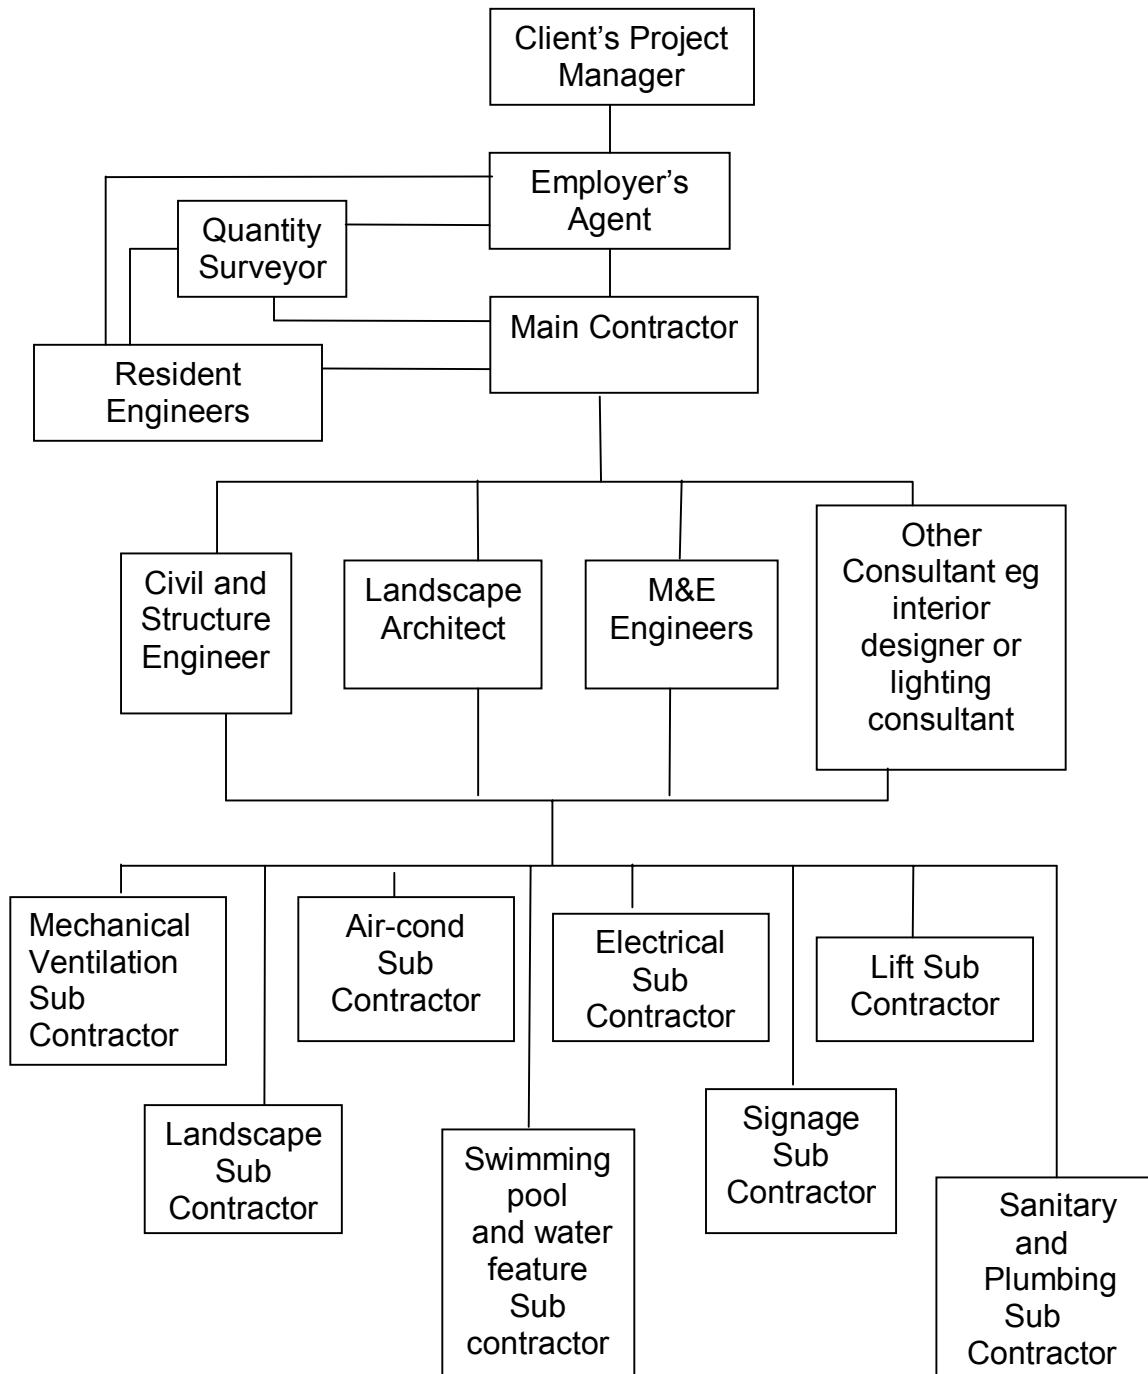 Client’s Project
Manager
Employer’s
Agent
Quantity
Surveyor
Main Contractor
Resident
Engineers
Civil and
Structure
Engineer
Landscape
Architect
M&E
Engineers
Other
Consultant eg
interior
designer or
lighting
consultant
Mechanical
Ventilation
Sub
Contractor
Air-cond
Sub
Contractor
Electrical
Sub
Contractor
Lift Sub
Contractor
Landscape
Sub
Contractor
Swimming
pool
and water
feature
Sub
contractor
Signage
Sub
Contractor
Sanitary
and
Plumbing
Sub
Contractor